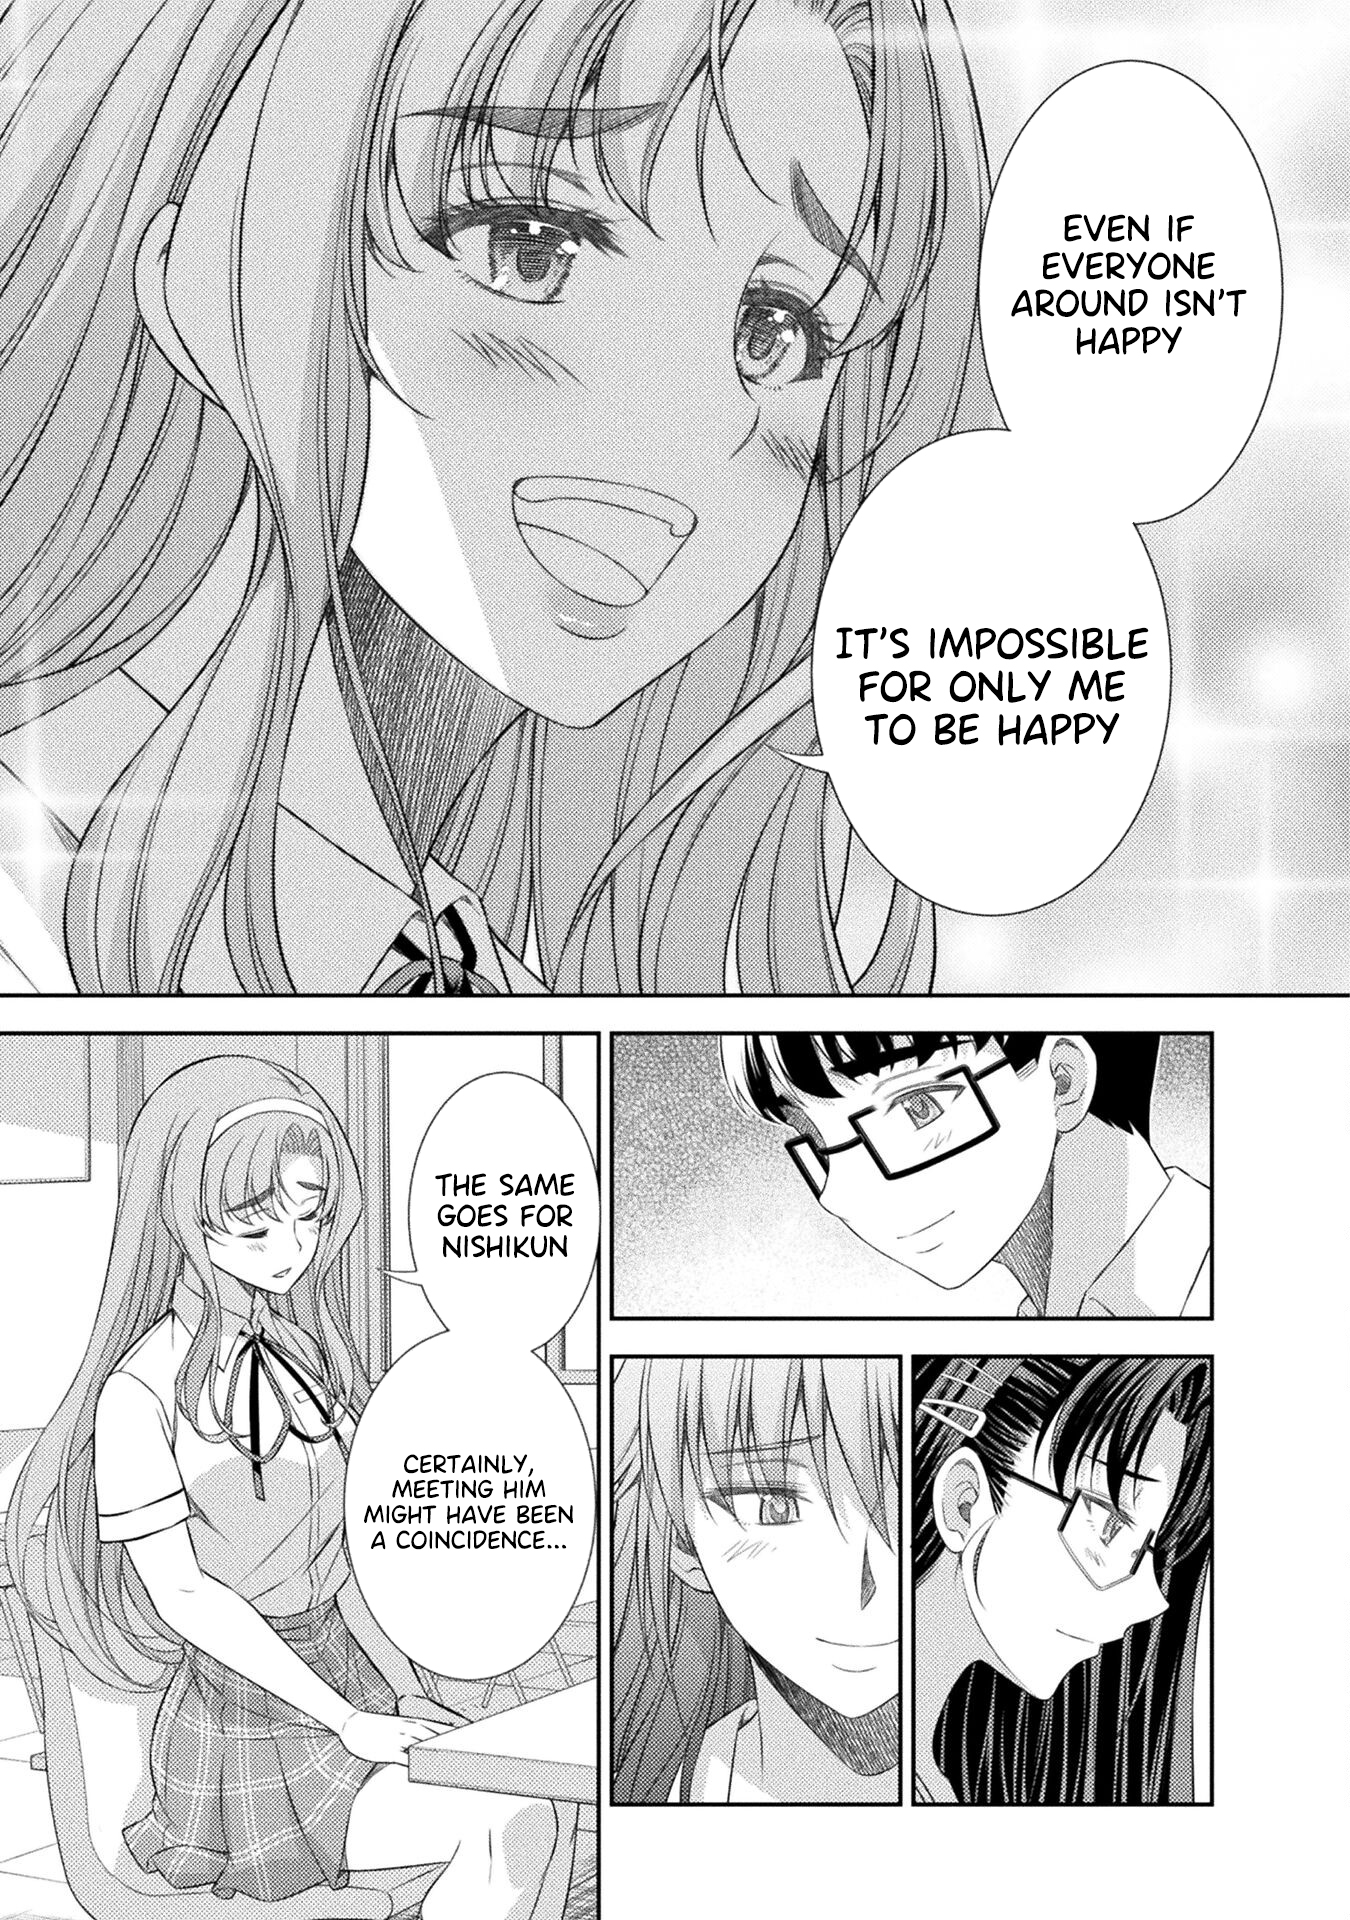 EVEN IF
EVERYONE
AROUND ISN'T
HAPPY
IT'S IMPOSSIBLE
FOR ONLY ME
TO BE HAPPY
THE SAME
GOES FOR
NISHIKUN
CERTAINLY,
MEETING HIM
MIGHT HAVE BEEN
A COINCIDENCE...